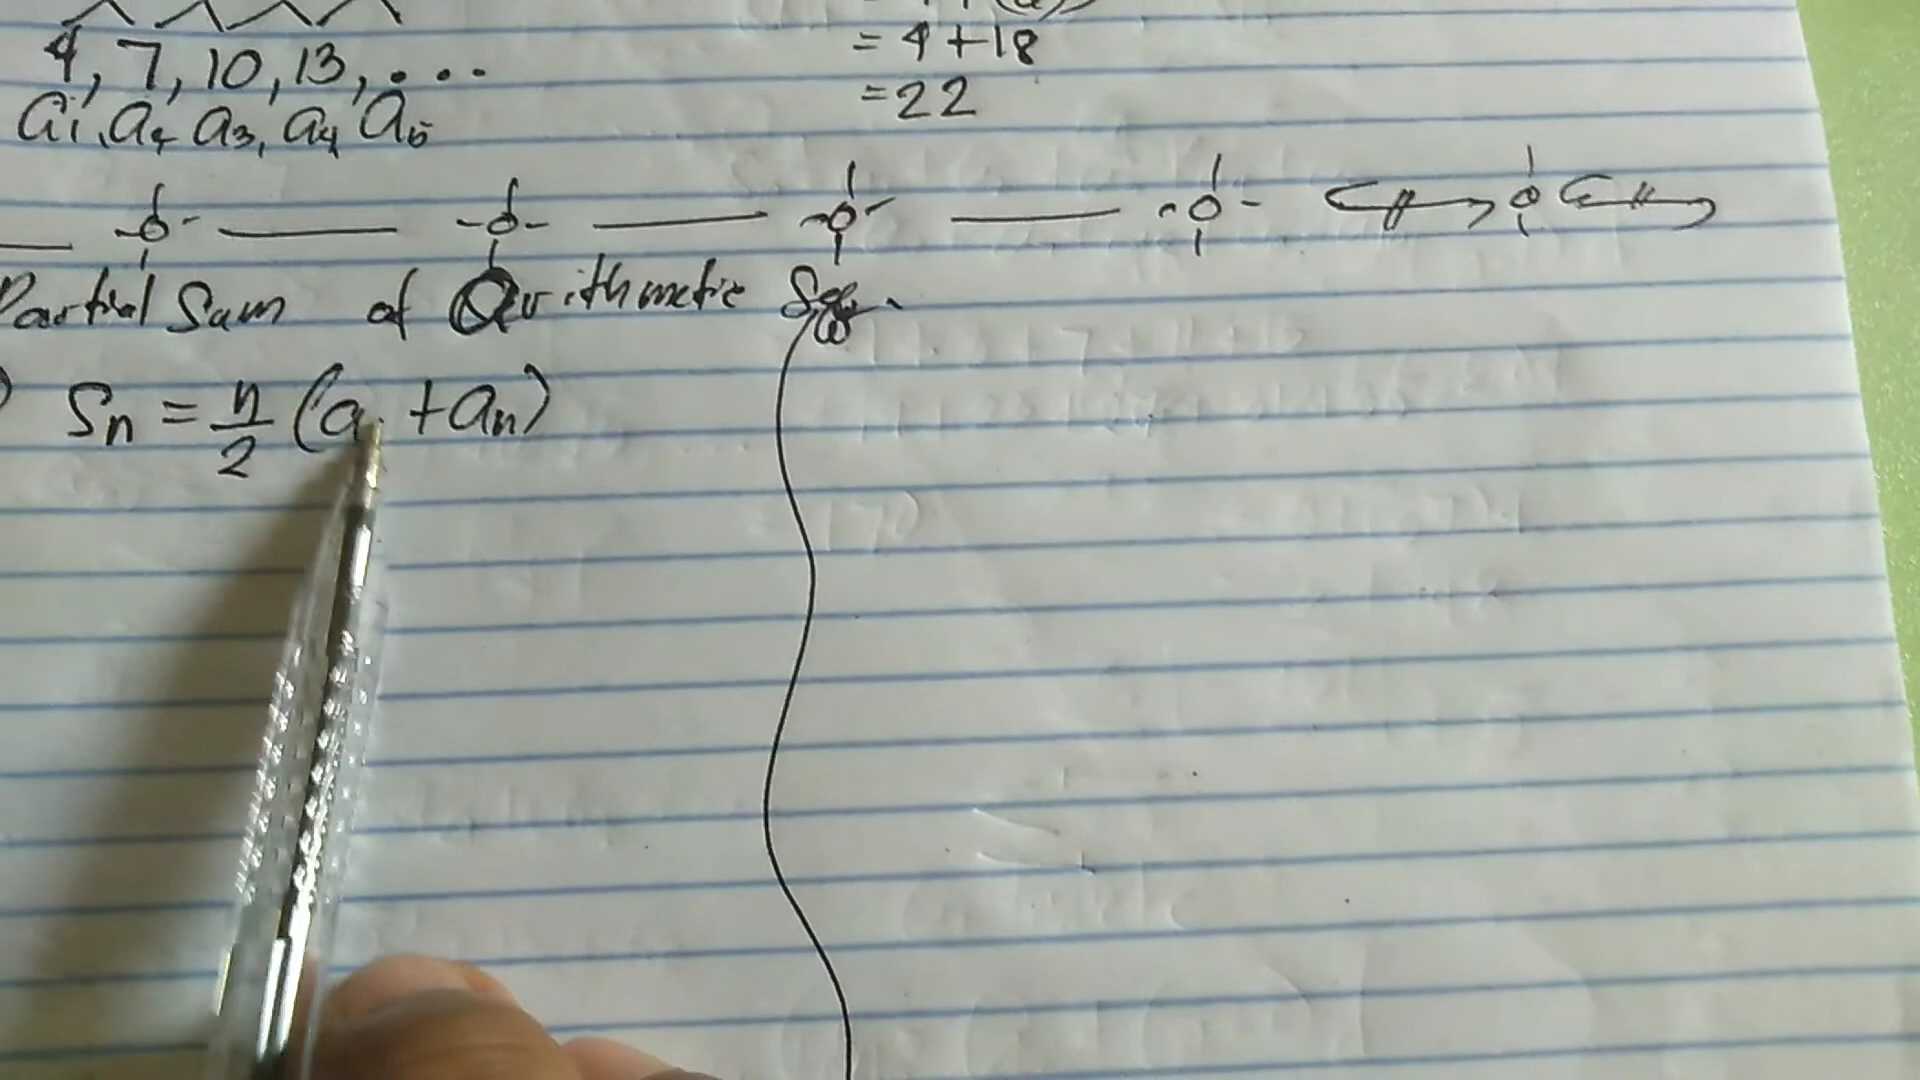 4, 7, 10, 13, ...
a1, a2 a3, a4 a5
= 4 + 18
= 22
Partial Sum of Arithmetic Seq.
Sn = n/2 (a1 + an)